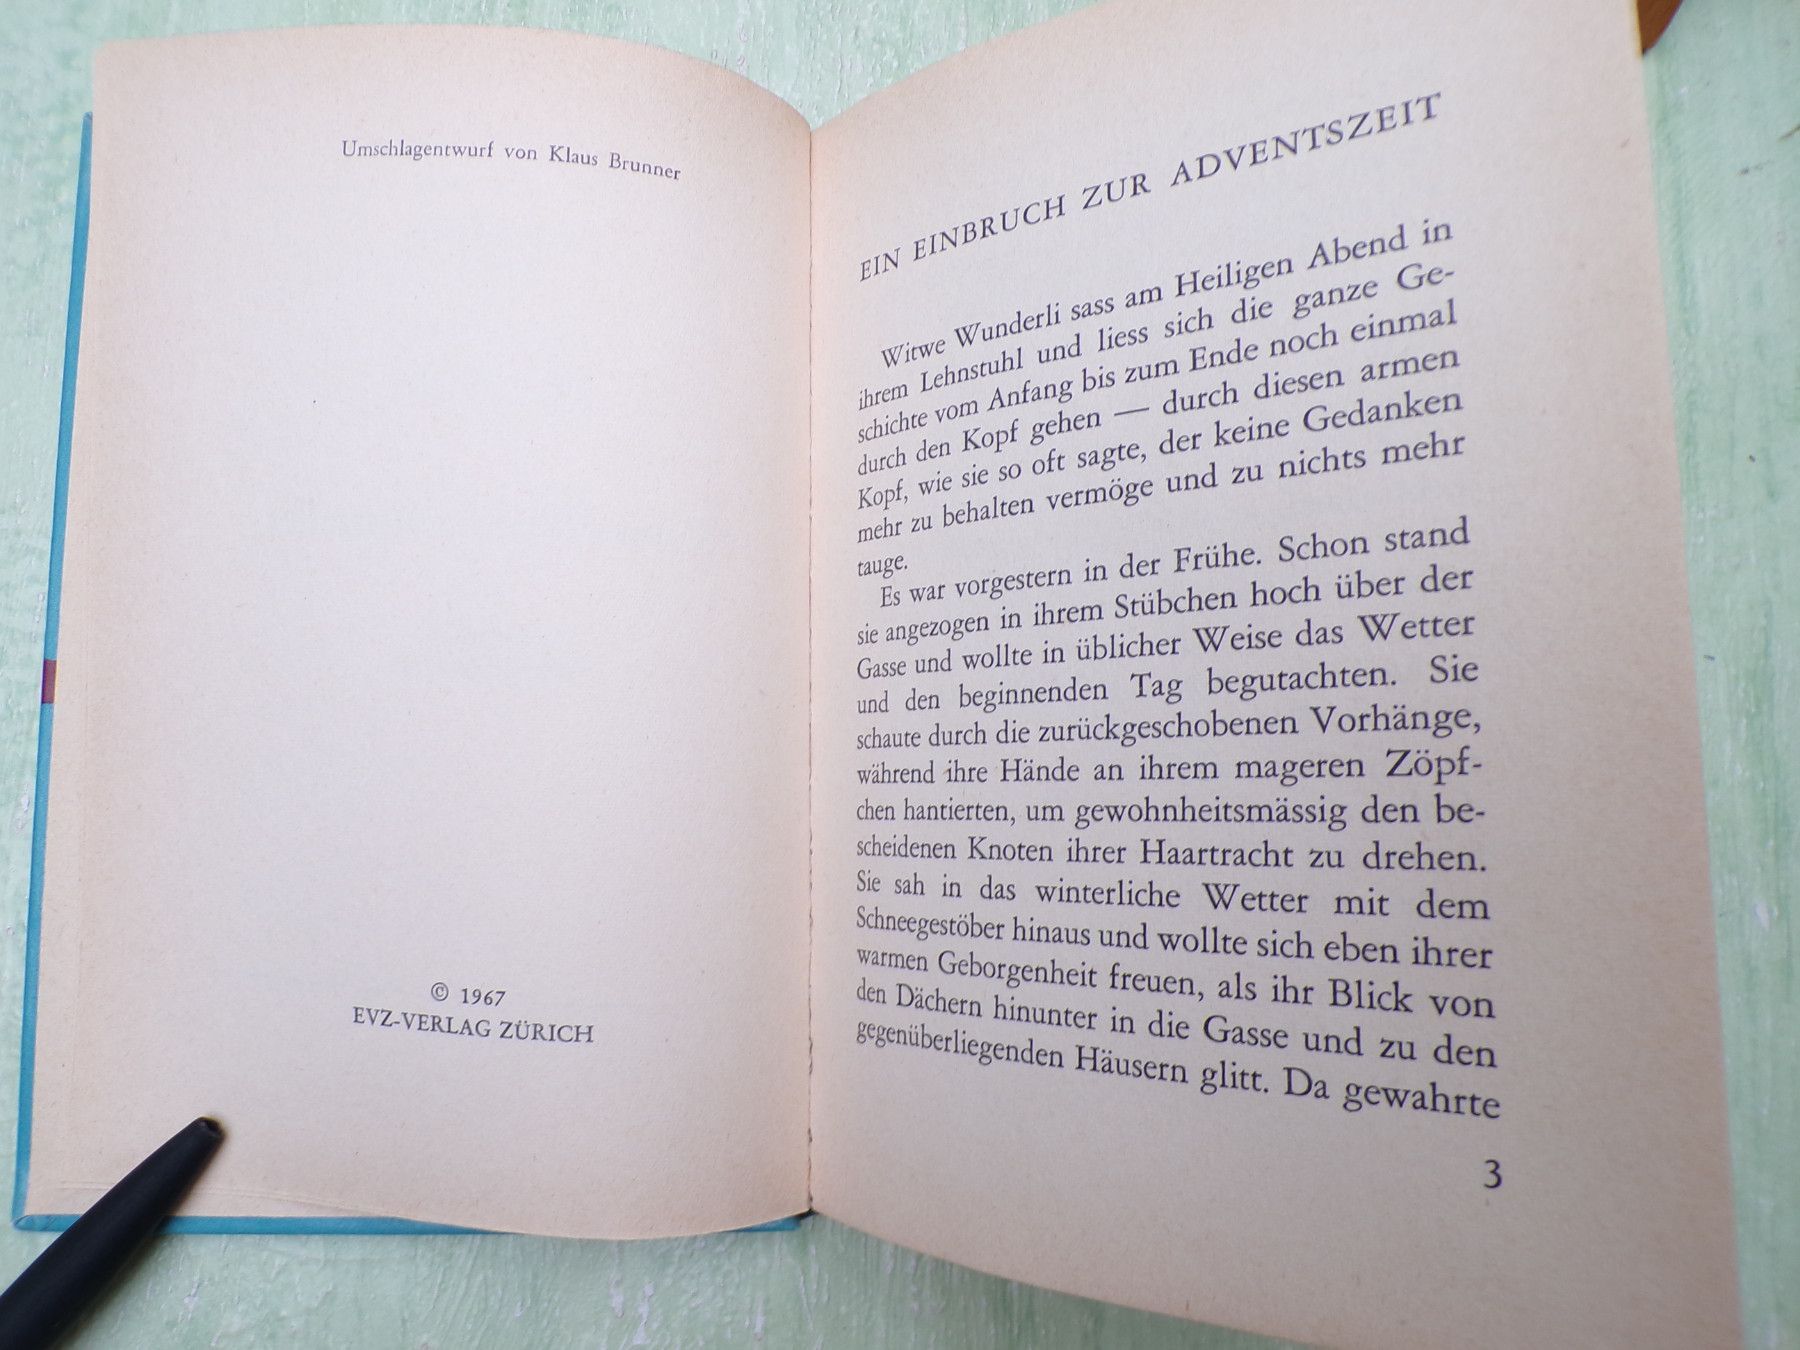 Umschlagentwurf von Klaus Brunner
© 1967
EVZ-VERLAG ZÜRICH
EIN EINBRUCH ZUR ADVENTSZEIT
Witwe Wunderli sass am Heiligen Abend in
ihrem Lehnstuhl und liess sich die ganze Ge-
schichte vom Anfang bis zum Ende noch einmal
durch den Kopf gehen — durch diesen armen
Kopf, wie sie so oft sagte, der keine Gedanken
mehr zu behalten vermöge und zu nichts mehr
tauge.
Es war vorgestern in der Frühe. Schon stand
sie angezogen in ihrem Stübchen hoch über der
Gasse und wollte in üblicher Weise das Wetter
und den beginnenden Tag begutachten. Sie
schaute durch die zurückgeschobenen Vorhänge,
während ihre Hände an ihrem mageren Zöpf-
chen hantierten, um gewohnheitsmässig den be-
scheidenen Knoten ihrer Haartracht zu drehen.
Sie sah in das winterliche Wetter mit dem
Schneegestöber hinaus und wollte sich eben ihrer
warmen Geborgenheit freuen, als ihr Blick von
den Dächern hinunter in die Gasse und zu den
gegenüberliegenden Häusern glitt. Da gewahrte
3